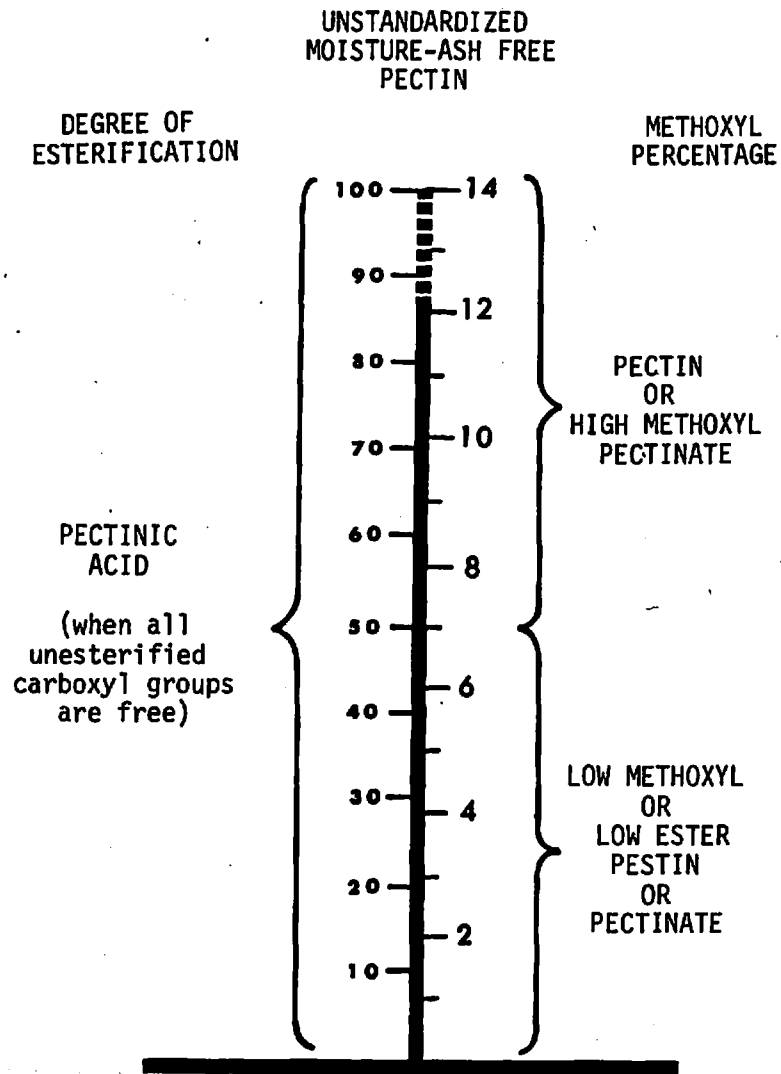 UNSTANDARDIZED
MOISTURE-ASH FREE
PECTIN
DEGREE OF
ESTERIFICATION
METHOXYL
PERCENTAGE
100 14
90
12
80
10
70
60
8
50
6
40
30
4
20
2
10
PECTINIC
ACID
(when all
unesterified
carboxyl groups
are free)
PECTIN
OR
HIGH METHOXYL
PECTINATE
LOW METHOXYL
OR
LOW ESTER
PESTIN
OR
PECTINATE